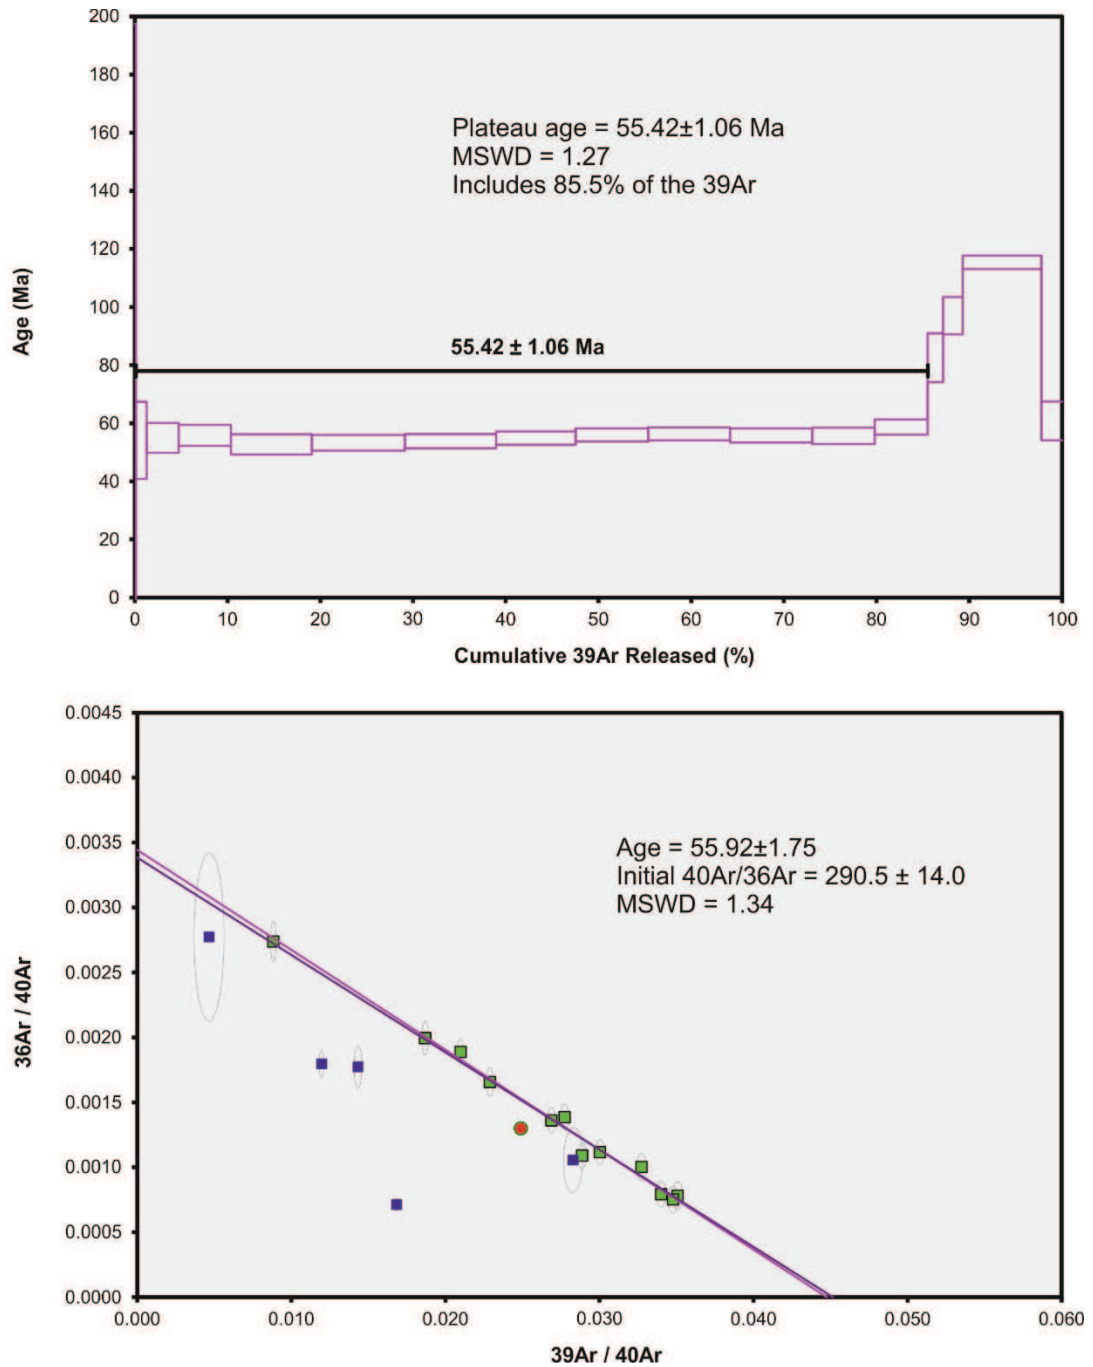 200
180
160
140
120
100
80
60
40
20
0
Age (Ma)
Plateau age = 55.42±1.06 Ma
MSWD = 1.27
Includes 85.5% of the 39Ar
55.42 ± 1.06 Ma
0 10 20 30 40 50 60 70 80 90 100
Cumulative 39Ar Released (%)
0.0045
0.0040
0.0035
0.0030
0.0025
0.0020
0.0015
0.0010
0.0005
0.0000
36Ar / 40Ar
Age = 55.92±1.75
Initial 40Ar/36Ar = 290.5 ± 14.0
MSWD = 1.34
0.000 0.010 0.020 0.030 0.040 0.050 0.060
39Ar / 40Ar